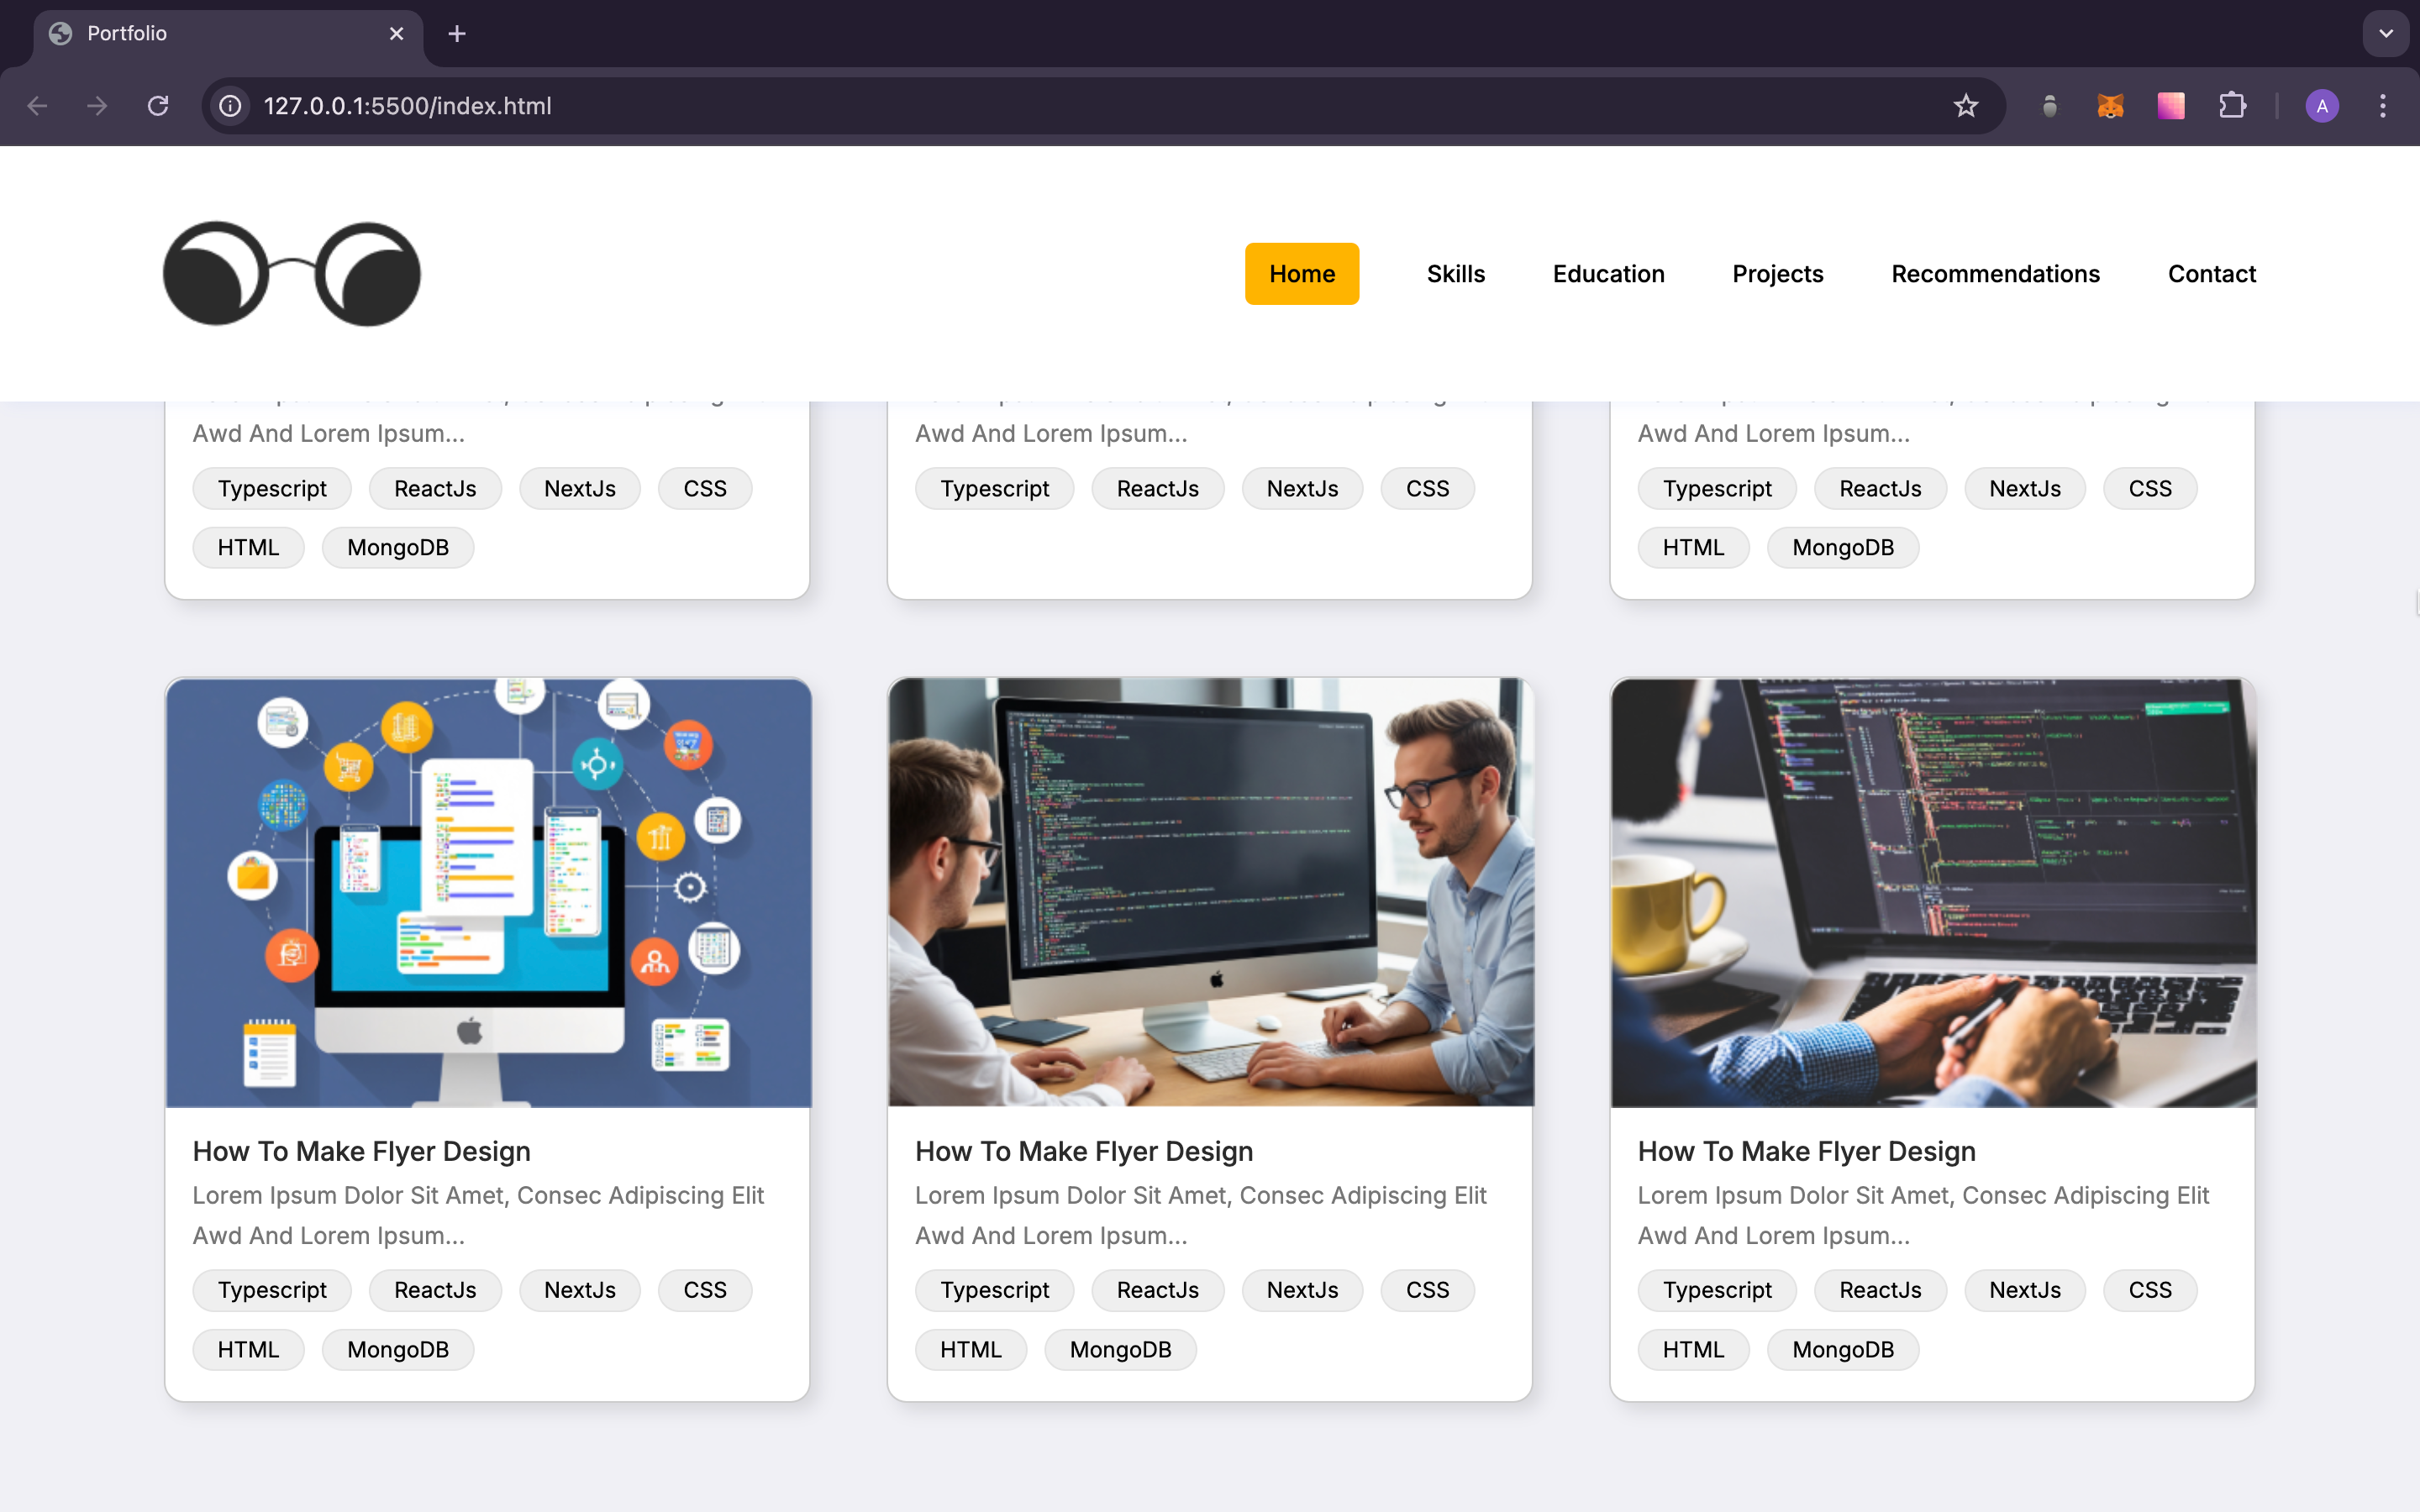 Portfolio
127.0.0.1:5500/index.html
A
Home Skills Education Projects Recommendations Contact
Awd And Lorem Ipsum... Awd And Lorem Ipsum... Awd And Lorem Ipsum...
Typescript ReactJs NextJs CSS Typescript ReactJs NextJs CSS Typescript ReactJs NextJs CSS
HTML MongoDB HTML MongoDB
How To Make Flyer Design How To Make Flyer Design How To Make Flyer Design
Lorem Ipsum Dolor Sit Amet, Consec Adipiscing Elit Lorem Ipsum Dolor Sit Amet, Consec Adipiscing Elit Lorem Ipsum Dolor Sit Amet, Consec Adipiscing Elit
Awd And Lorem Ipsum... Awd And Lorem Ipsum... Awd And Lorem Ipsum...
Typescript ReactJs NextJs CSS Typescript ReactJs NextJs CSS Typescript ReactJs NextJs CSS
HTML MongoDB HTML MongoDB HTML MongoDB